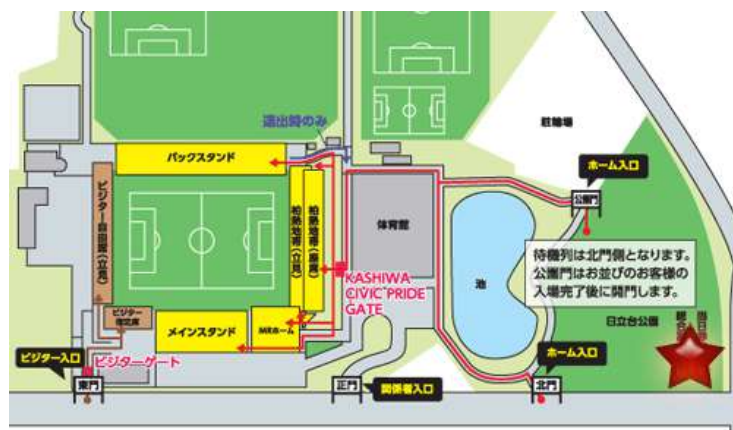 退出時のみ
駐輪場
バックスタンド
ホーム入口
公園門
ビジター自由席(立見)
柏熱地帯(立見)
柏熱地帯(座席)
体育館
待機列は北門側となります。
公園門はお並びのお客様の
入場完了後に開門します。
KASHIWA
CIVIC PRIDE
GATE
池
ビジター
指定席
メインスタンド
MRホーム
日立台公園
ビジター入口
ビジターゲート
ホーム入口
東門
正門
関係者入口
北門